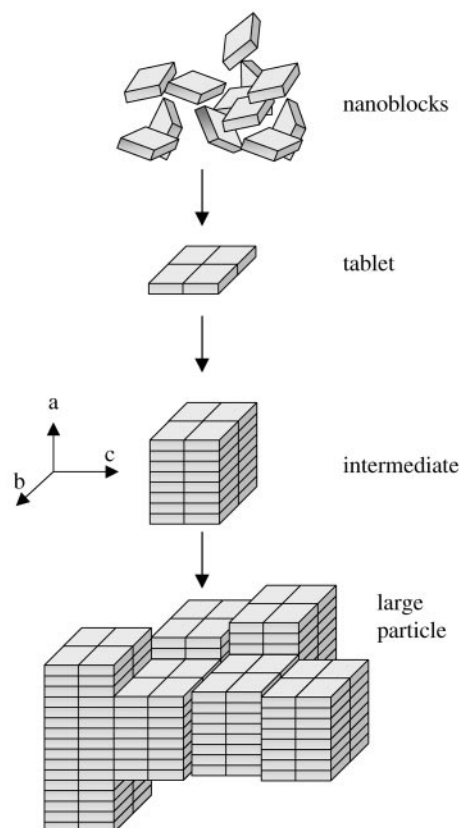 nanoblocks
tablet
a
c
b
intermediate
large
particle